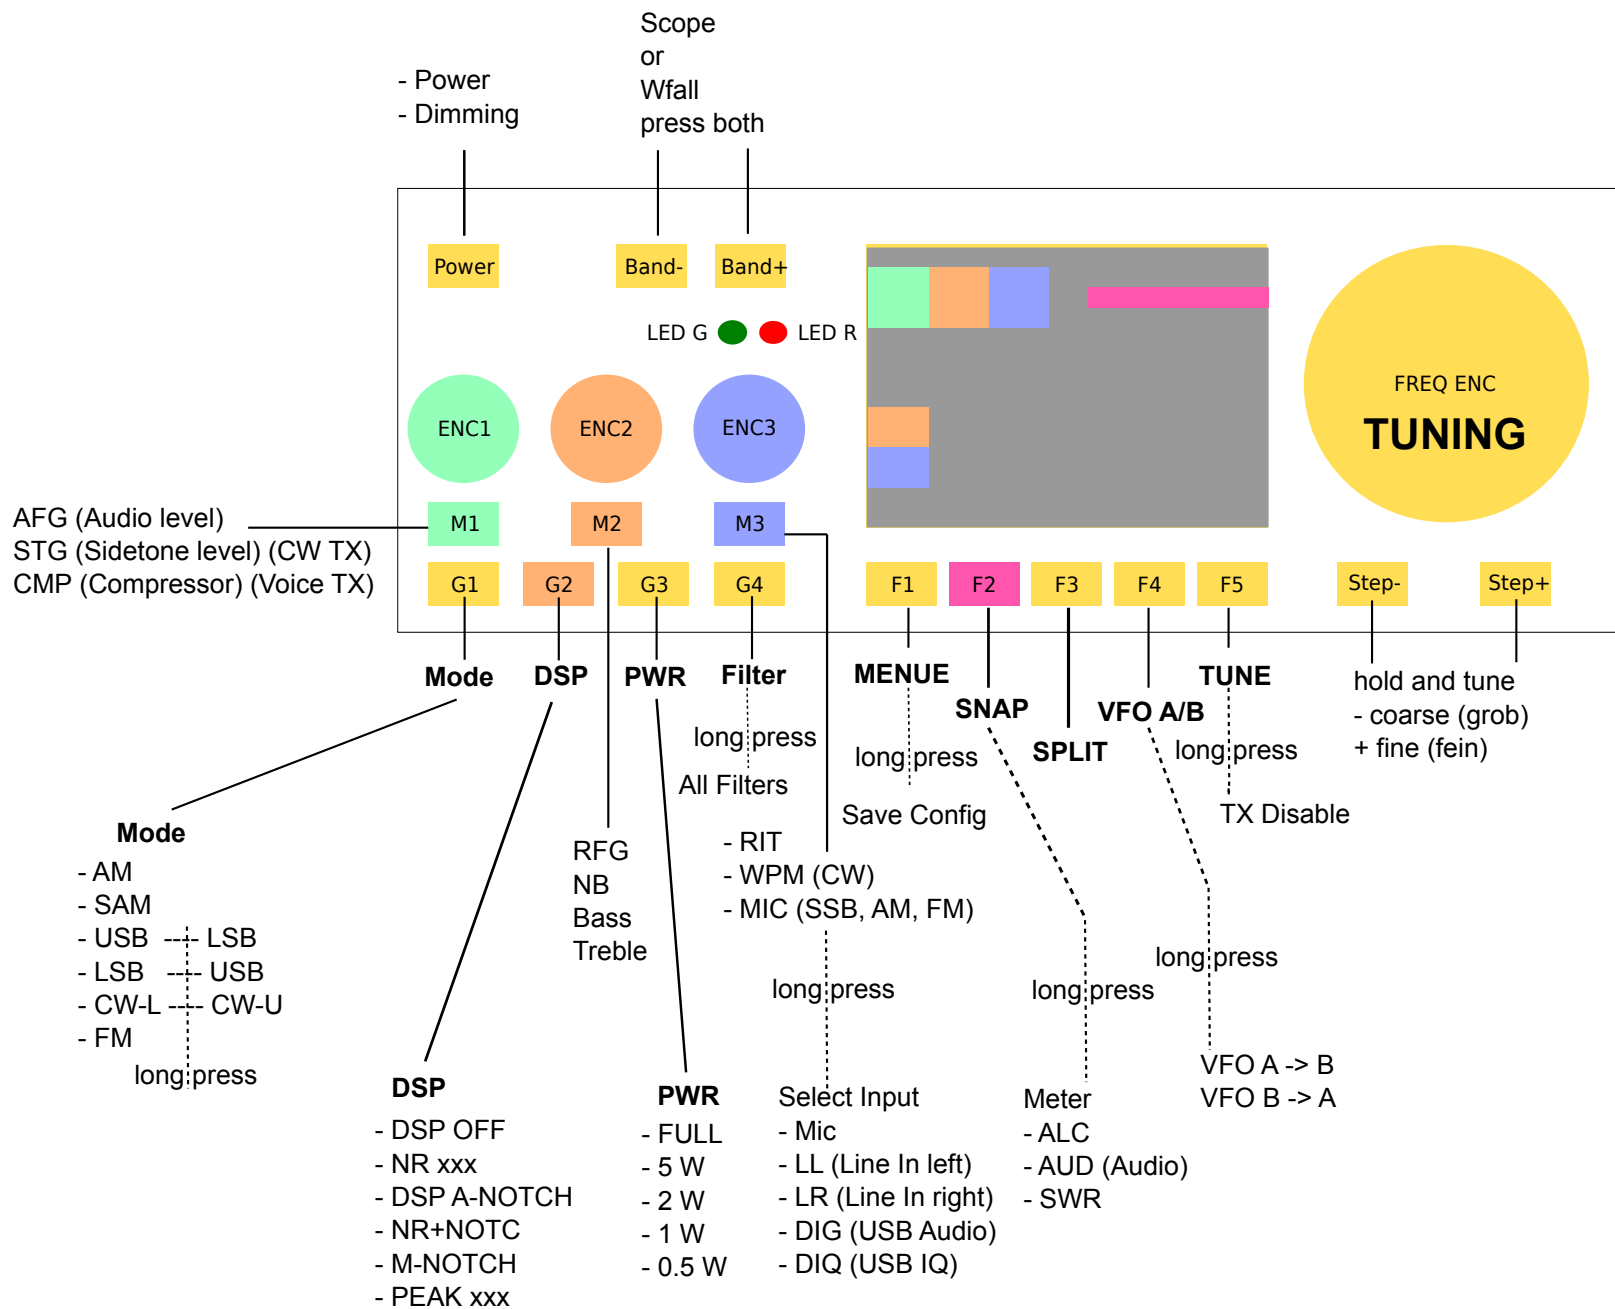 Scope
or
Wfall
press both
- Power
- Dimming
Power
Band-
Band+
LED G
LED R
ENC1
ENC2
ENC3
FREQ ENC
TUNING
AFG (Audio level)
STG (Sidetone level) (CW TX)
CMP (Compressor) (Voice TX)
M1
M2
M3
G1
G2
G3
G4
F1
F2
F3
F4
F5
Step-
Step+
Mode
DSP
PWR
Filter
long press
All Filters
MENUE
long press
Save Config
SNAP
SPLIT
VFO A/B
TUNE
long press
TX Disable
hold and tune
- coarse (grob)
+ fine (fein)
Mode
- AM
- SAM
- USB ---- LSB
- LSB ---- USB
- CW-L ---- CW-U
- FM
long press
RFG
NB
Bass
Treble
- RIT
- WPM (CW)
- MIC (SSB, AM, FM)
long press
long press
long press
DSP
- DSP OFF
- NR xxx
- DSP A-NOTCH
- NR+NOTC
- M-NOTCH
- PEAK xxx
PWR
- FULL
- 5 W
- 2 W
- 1 W
- 0.5 W
Select Input
- Mic
- LL (Line In left)
- LR (Line In right)
- DIG (USB Audio)
- DIQ (USB IQ)
Meter
- ALC
- AUD (Audio)
- SWR
VFO A -> B
VFO B -> A